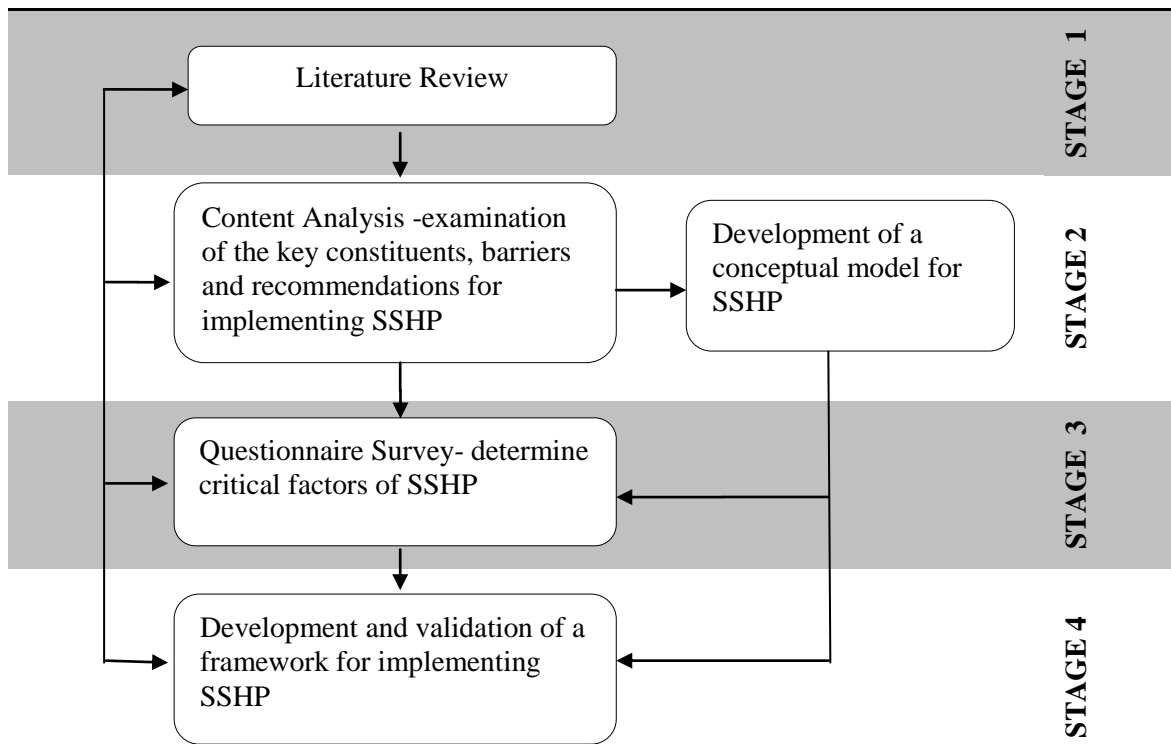 Literature Review
STAGE 1
Content Analysis -examination
of the key constituents, barriers
and recommendations for
implementing SSHP
Development of a
conceptual model for
SSHP
STAGE 2
Questionnaire Survey- determine
critical factors of SSHP
STAGE 3
Development and validation of a
framework for implementing
SSHP
STAGE 4